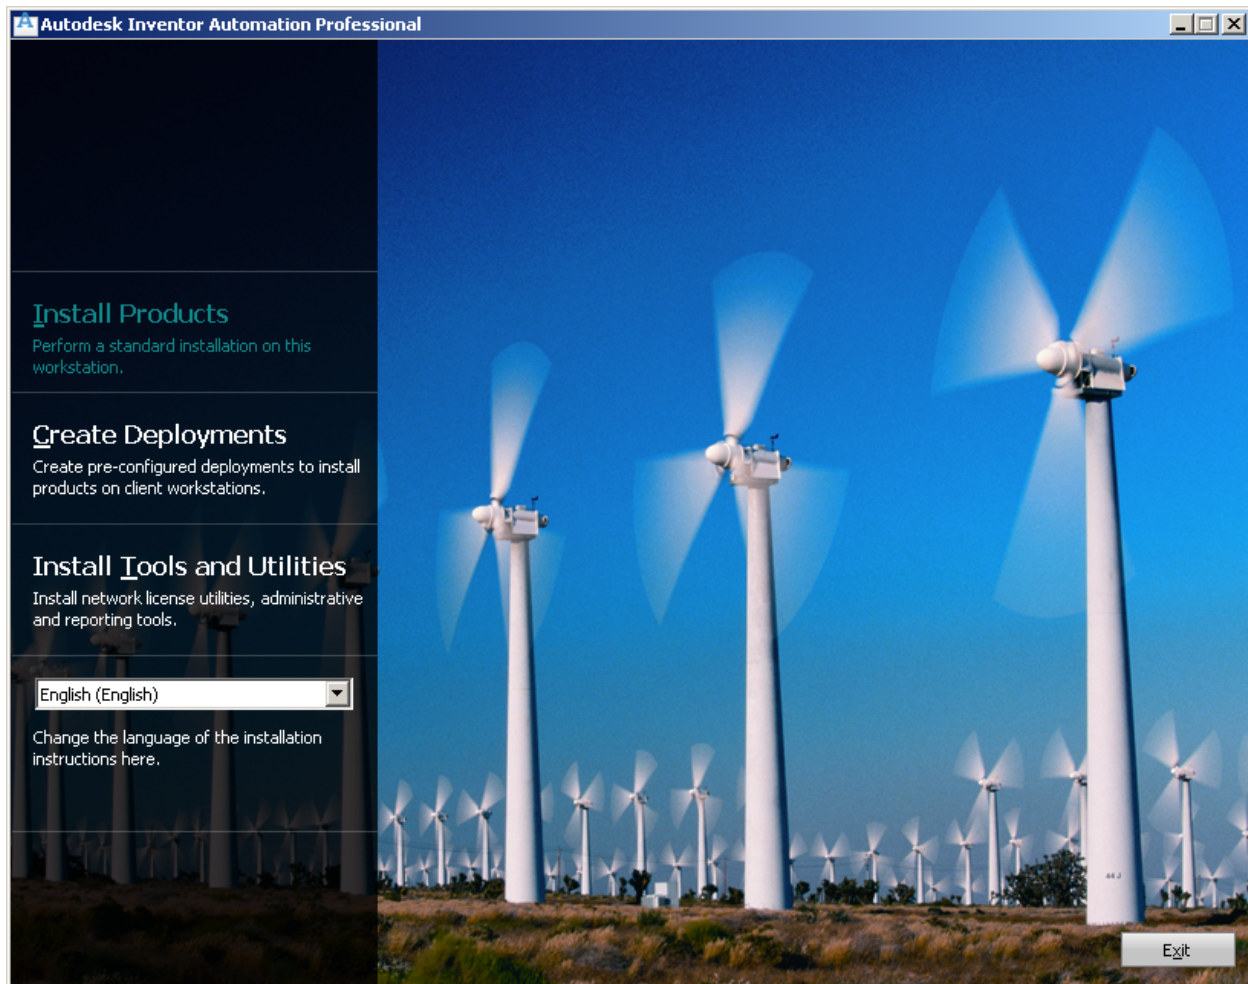 Autodesk Inventor Automation Professional
Install Products
Perform a standard installation on this
workstation.
Create Deployments
Create pre-configured deployments to install
products on client workstations.
Install Tools and Utilities
Install network license utilities, administrative
and reporting tools.
English (English)
Change the language of the installation
instructions here.
44 J
Exit